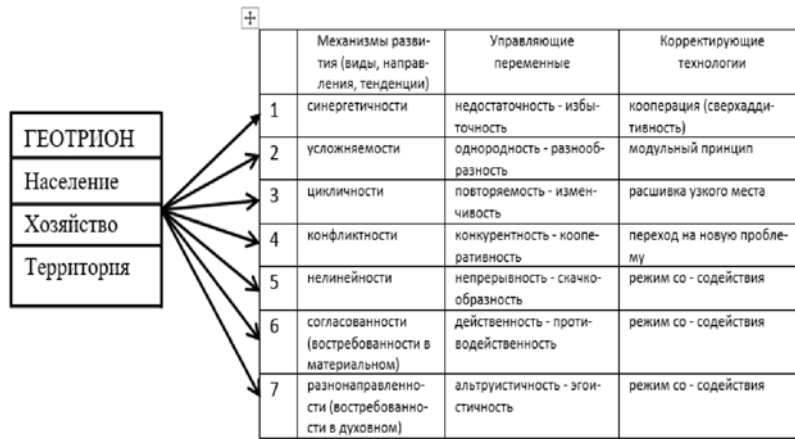 ГЕОТРИОН
Население
Хозяйство
Территория
Механизмы разви-
тия (виды, направ-
ления, тенденции)
Управляющие
переменные
Корректирующие
технологии
1
синергетичности
недостаточность - избы-
точность
кооперация (сверхадди-
тивность)
2
усложняемости
однородность - разнооб-
разность
модульный принцип
3
цикличности
повторяемость - измен-
чивость
расшивка узкого места
4
конфликтности
конкурентность - коопе-
ративность
переход на новую пробле-
му
5
нелинейности
непрерывность - скачко-
образность
режим со - содействия
6
согласованности
(востребованности в
материальном)
действенность - проти-
водейственность
режим со - содействия
7
разнонаправленно-
сти (востребованно-
сти в духовном)
альтруистичность - эгои-
стичность
режим со - содействия